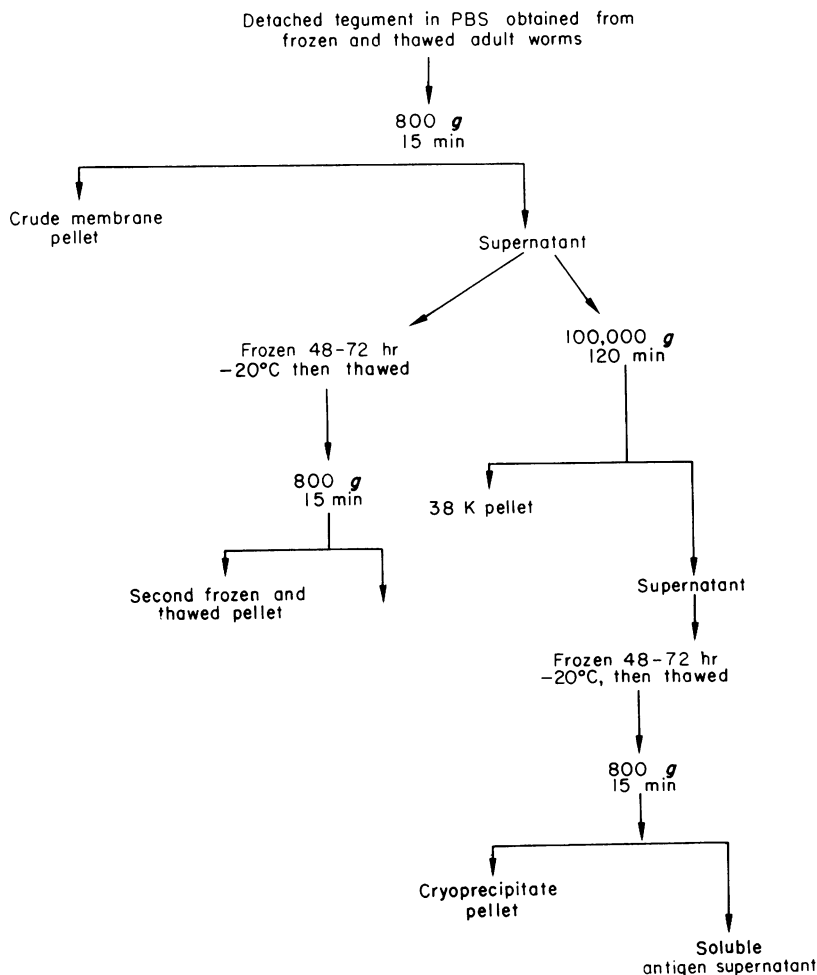 Detached tegument in PBS obtained from
frozen and thawed adult worms
800 g
15 min
Crude membrane
pellet
Supernatant
Frozen 48-72 hr
-20°C then thawed
100,000 g
120 min
800 g
15 min
38 K pellet
Second frozen and
thawed pellet
Supernatant
Frozen 48-72 hr
-20°C, then thawed
800 g
15 min
Cryoprecipitate
pellet
Soluble
antigen supernatant